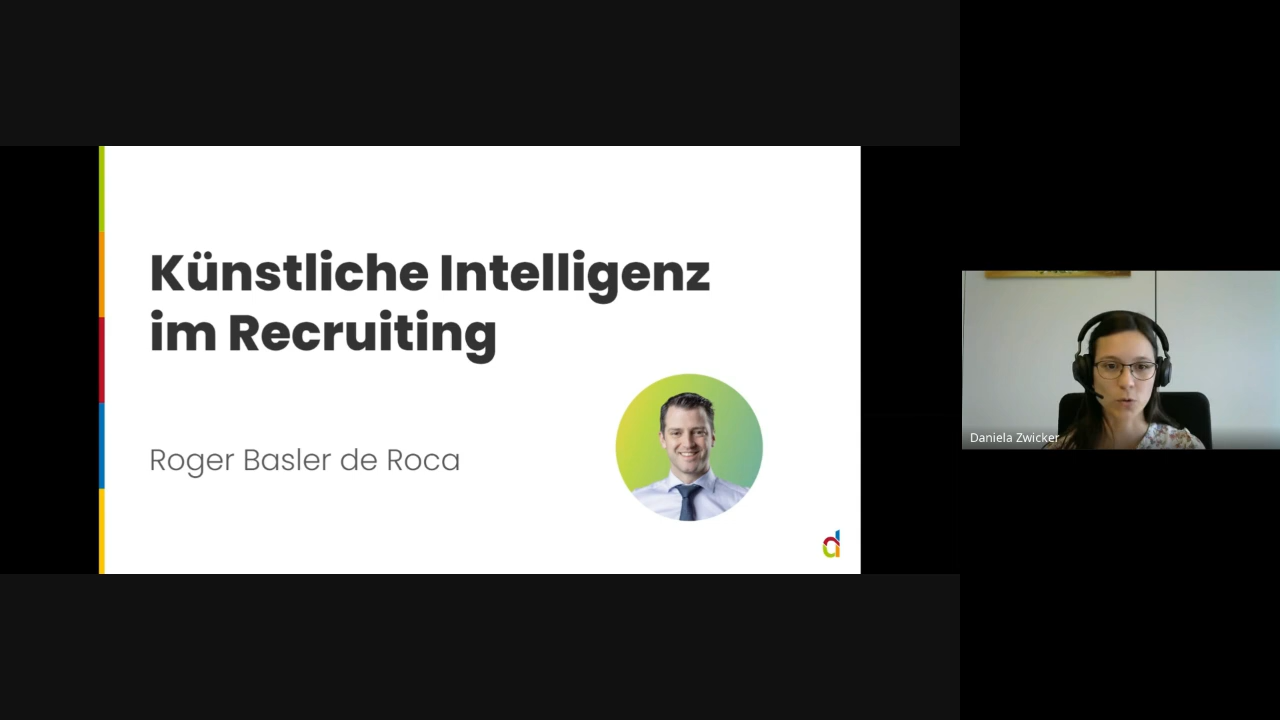 Künstliche Intelligenz
im Recruiting
Roger Basler de Roca
Daniela Zwicker